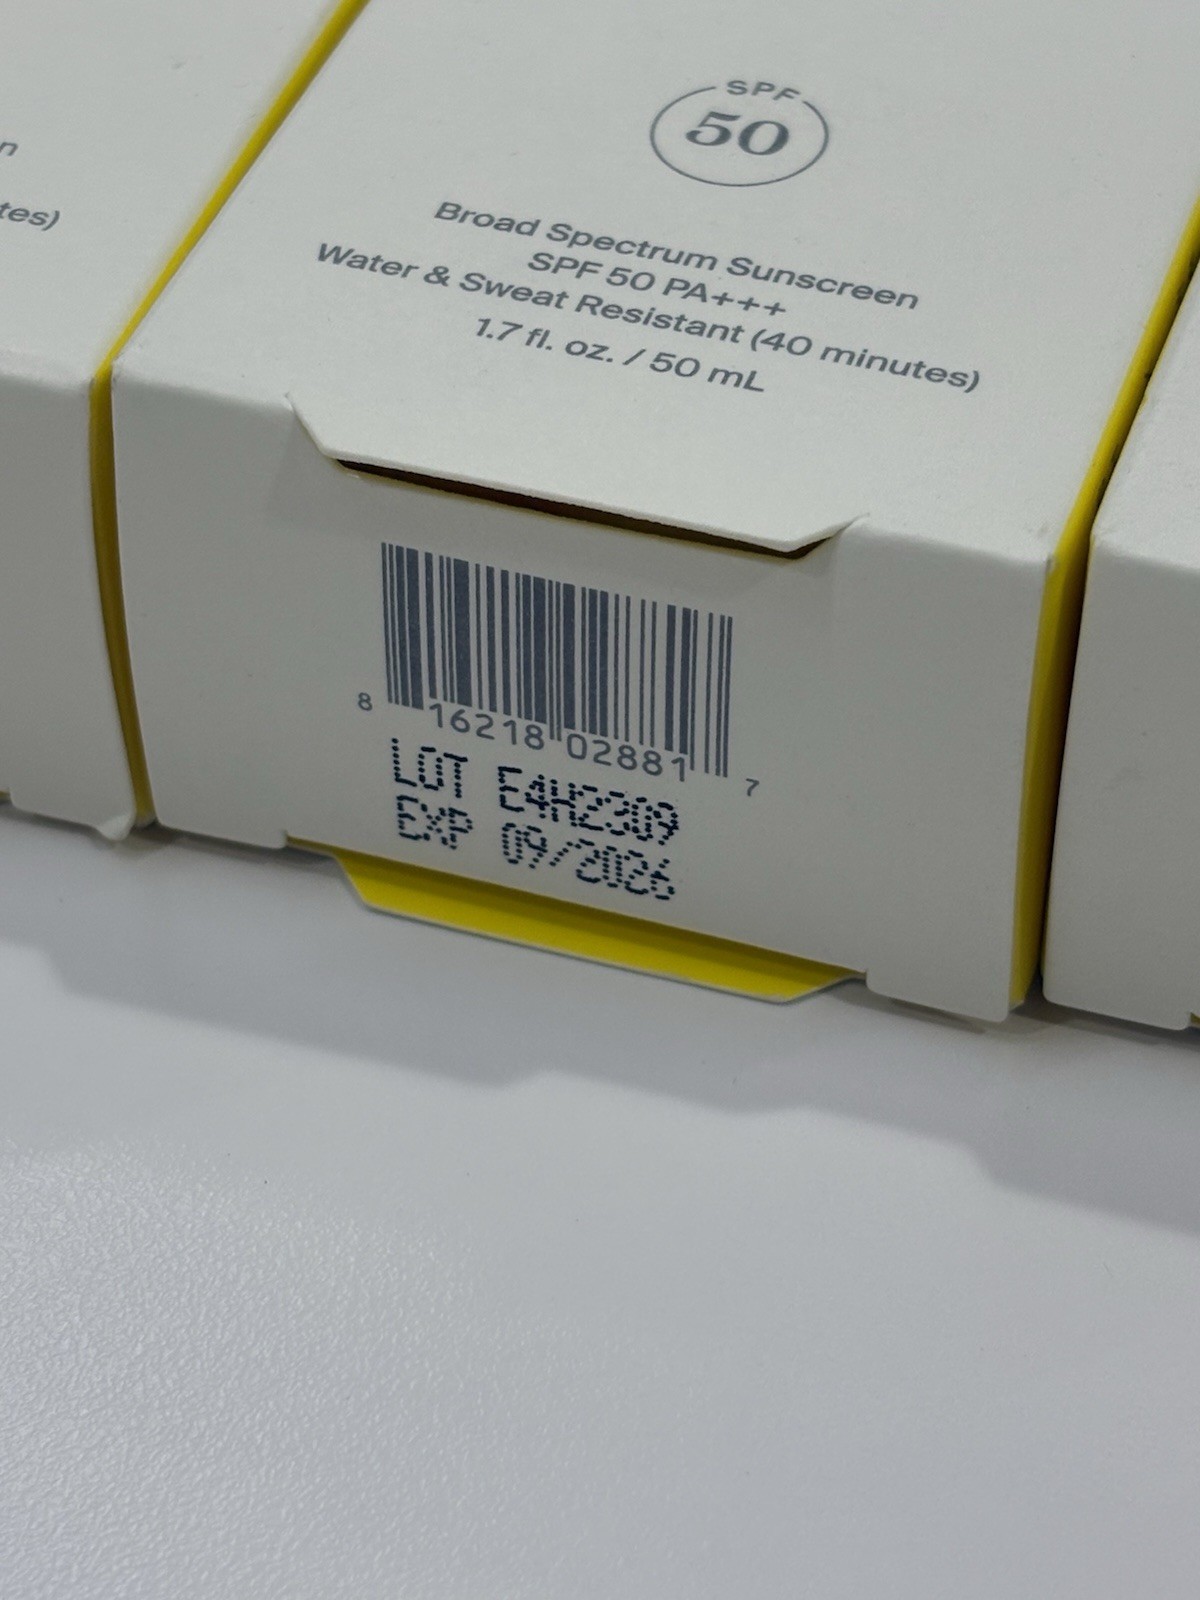 n
tes)
SPF
50
Broad Spectrum Sunscreen
SPF 50 PA+++
Water & Sweat Resistant (40 minutes)
1.7 fl. oz. / 50 mL
8 16218 02881 7
LOT E4H2309
EXP 09/2026